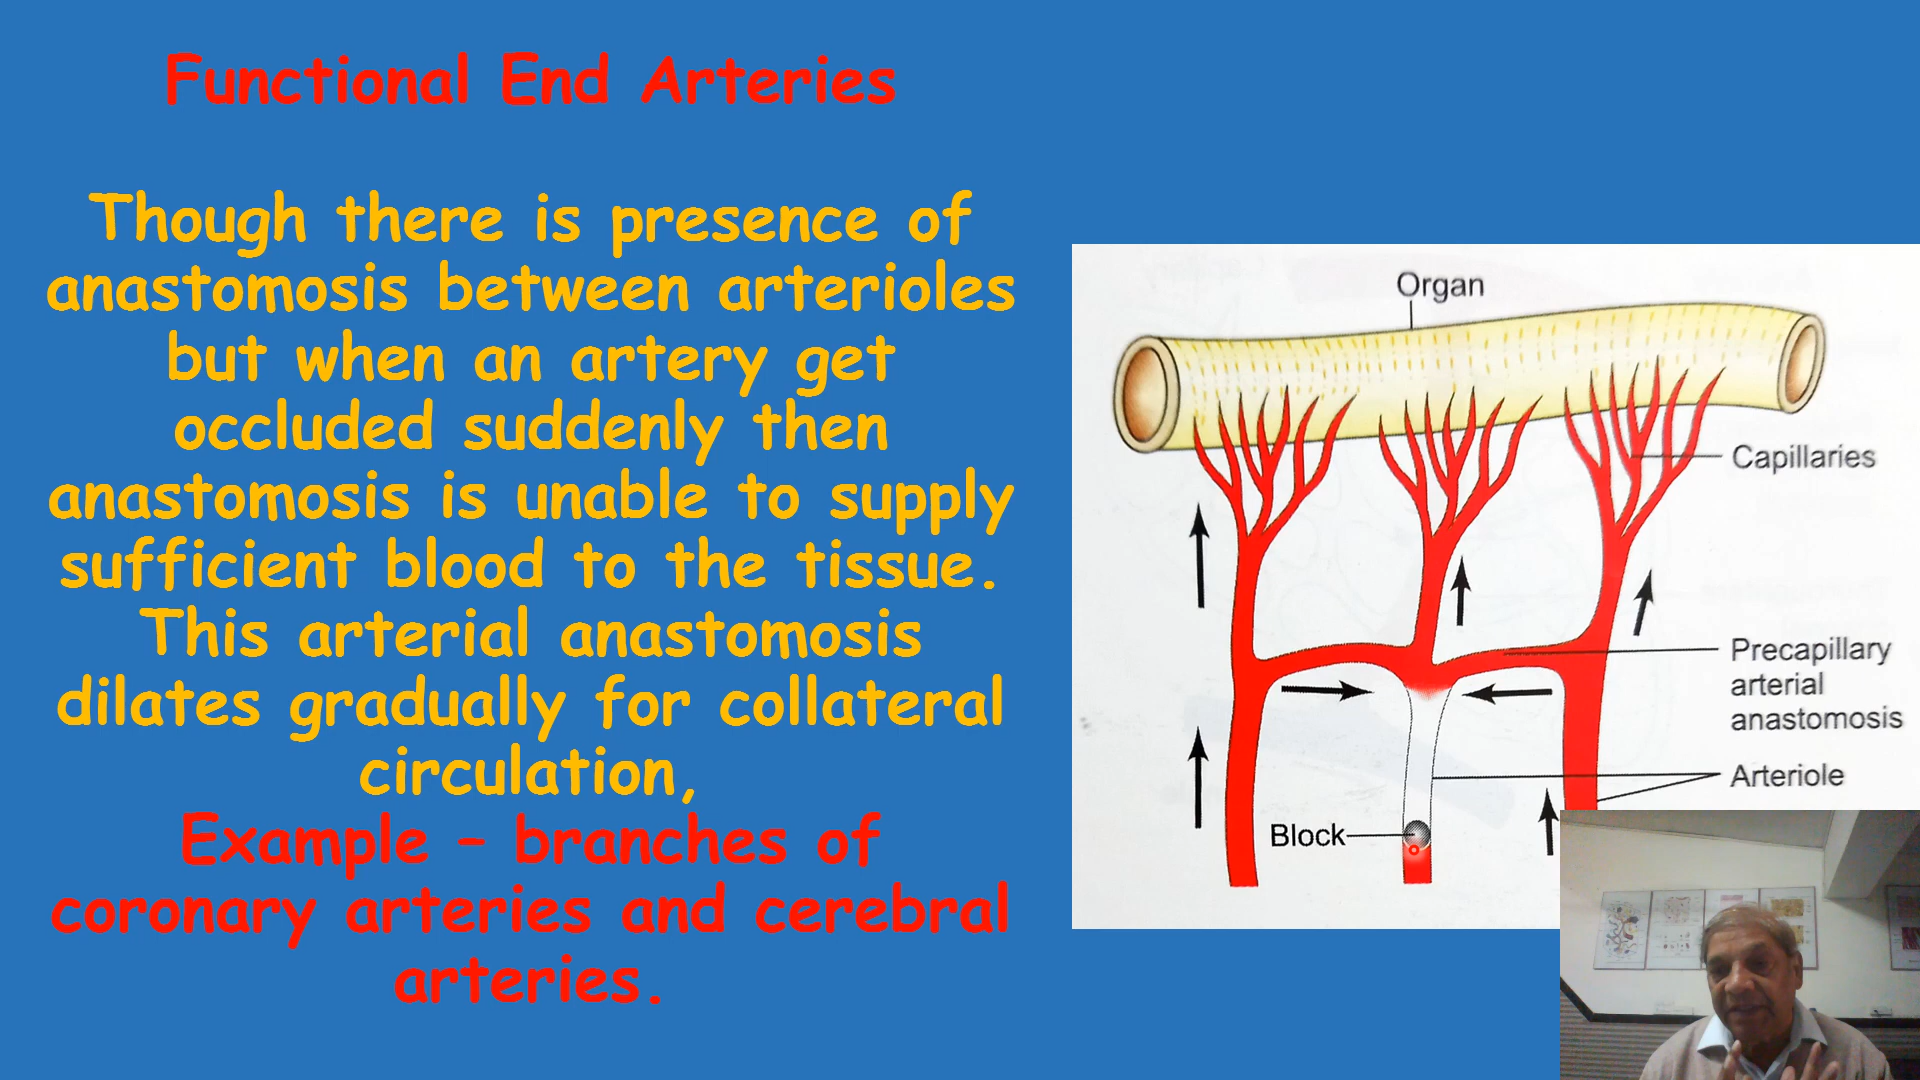 Functional End Arteries
Though there is presence of
anastomosis between arterioles
but when an artery get
occluded suddenly then
anastomosis is unable to supply
sufficient blood to the tissue.
This arterial anastomosis
dilates gradually for collateral
circulation,
Example – branches of
coronary arteries and cerebral
arteries.
Organ
Capillaries
Precapillary
arterial
anastomosis
Arteriole
Block